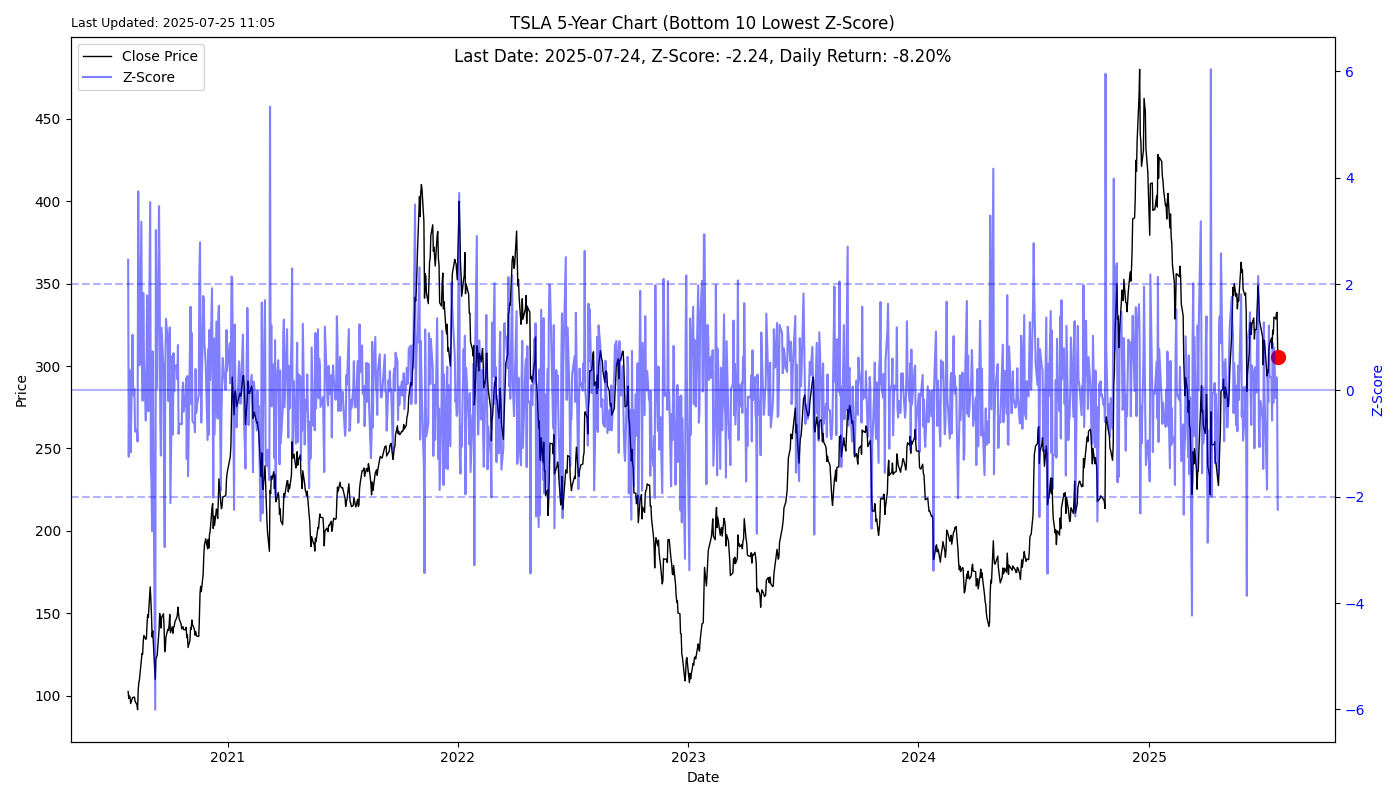 Last Updated: 2025-07-25 11:05
TSLA 5-Year Chart (Bottom 10 Lowest Z-Score)
Last Date: 2025-07-24, Z-Score: -2.24, Daily Return: -8.20%
Close Price
Z-Score
Price
450
400
350
300
250
200
150
100
6
4
2
0
−2
−4
−6
Z-Score
2021
2022
2023
2024
2025
Date